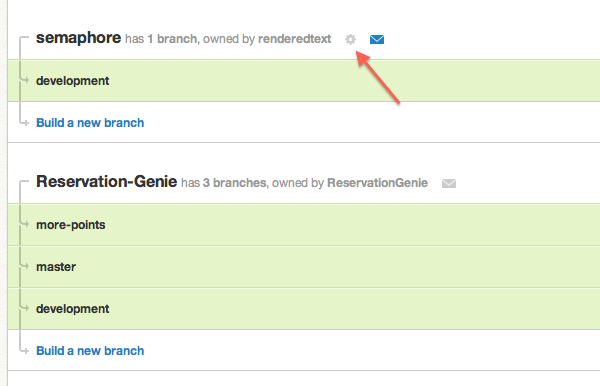 semaphore has 1 branch, owned by renderedtext
development
Build a new branch
Reservation-Genie has 3 branches, owned by ReservationGenie
more-points
master
development
Build a new branch